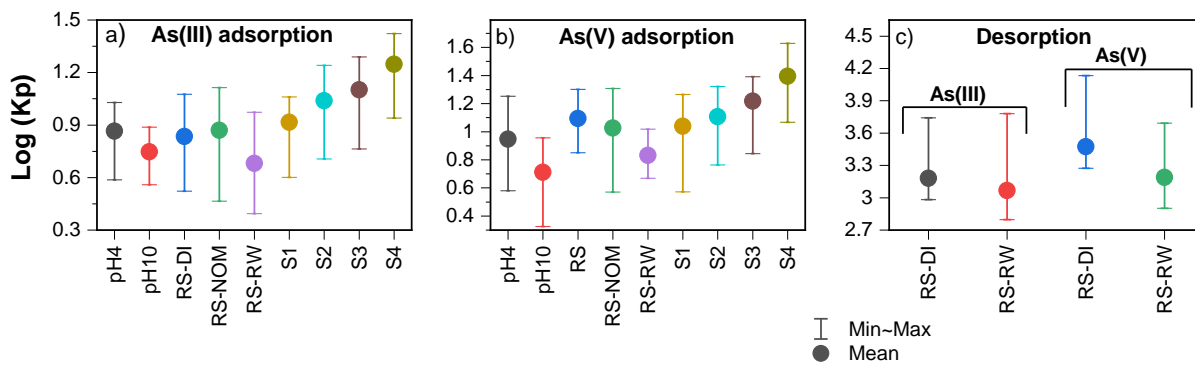 a) As(III) adsorption
Log (Kp)
1.5
1.2
0.9
0.6
0.3
pH4
pH10
RS-DI
RS-NOM
RS-RW
S1
S2
S3
S4
b) As(V) adsorption
1.6
1.4
1.2
1.0
0.8
0.6
0.4
pH4
pH10
RS
RS-NOM
RS-RW
S1
S2
S3
S4
c) Desorption
As(III)
As(V)
4.5
4.2
3.9
3.6
3.3
3
2.7
RS-DI
RS-RW
RS-DI
RS-RW
Min~Max
Mean